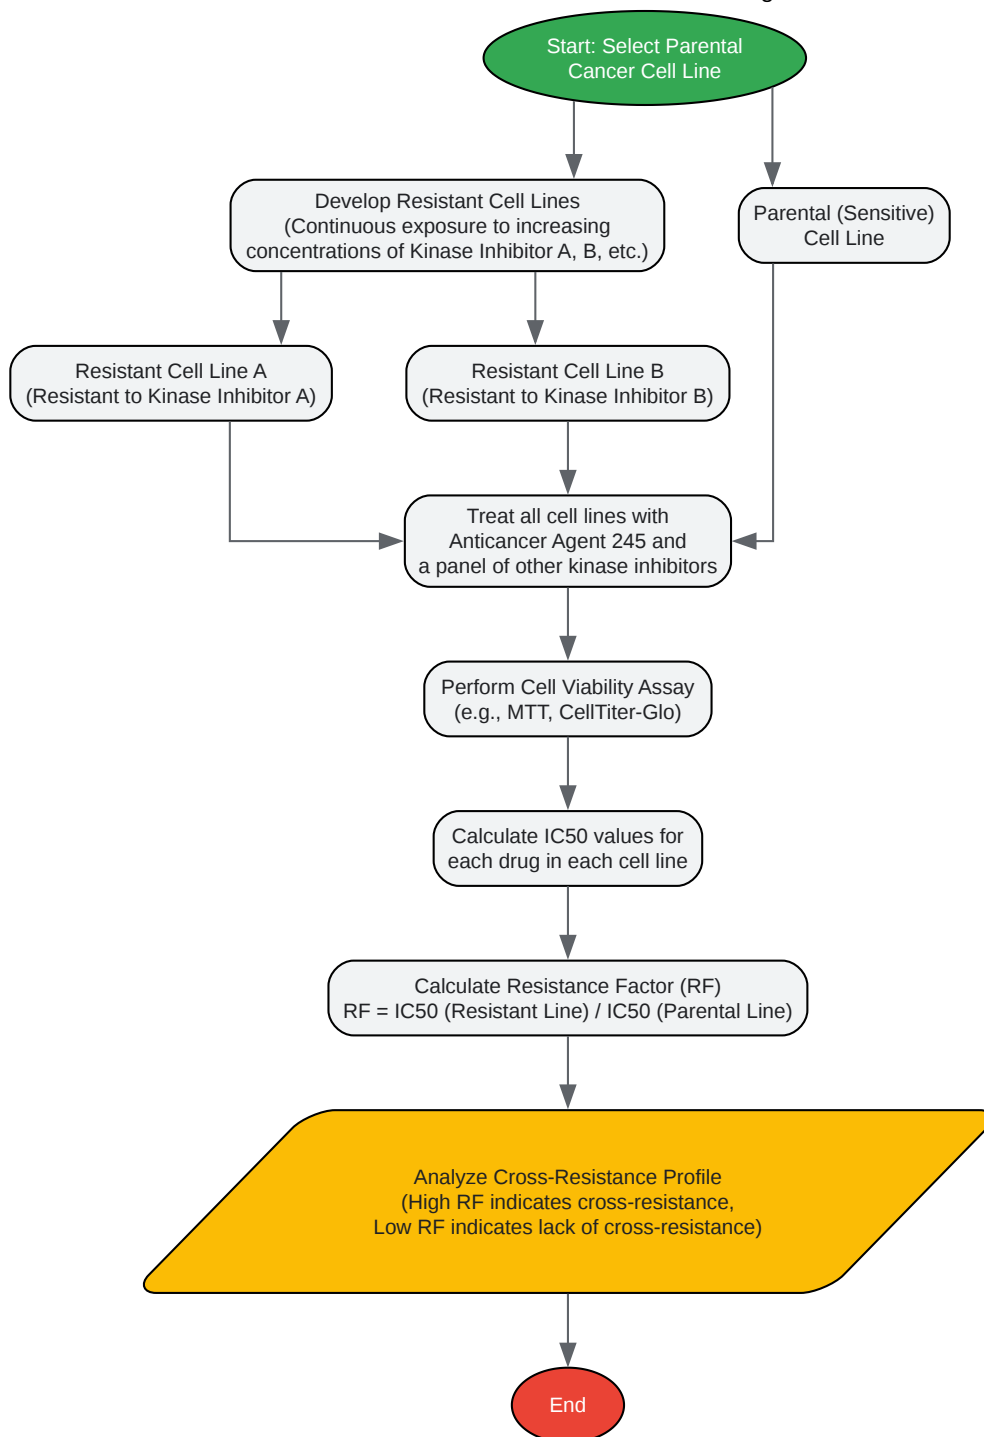 Start: Select Parental
Cancer Cell Line
Develop Resistant Cell Lines
(Continuous exposure to increasing
concentrations of Kinase Inhibitor A, B, etc.)
Parental (Sensitive)
Cell Line
Resistant Cell Line A
(Resistant to Kinase Inhibitor A)
Resistant Cell Line B
(Resistant to Kinase Inhibitor B)
Treat all cell lines with
Anticancer Agent 245 and
a panel of other kinase inhibitors
Perform Cell Viability Assay
(e.g., MTT, CellTiter-Glo)
Calculate IC50 values for
each drug in each cell line
Calculate Resistance Factor (RF)
RF = IC50 (Resistant Line) / IC50 (Parental Line)
Analyze Cross-Resistance Profile
(High RF indicates cross-resistance,
Low RF indicates lack of cross-resistance)
End